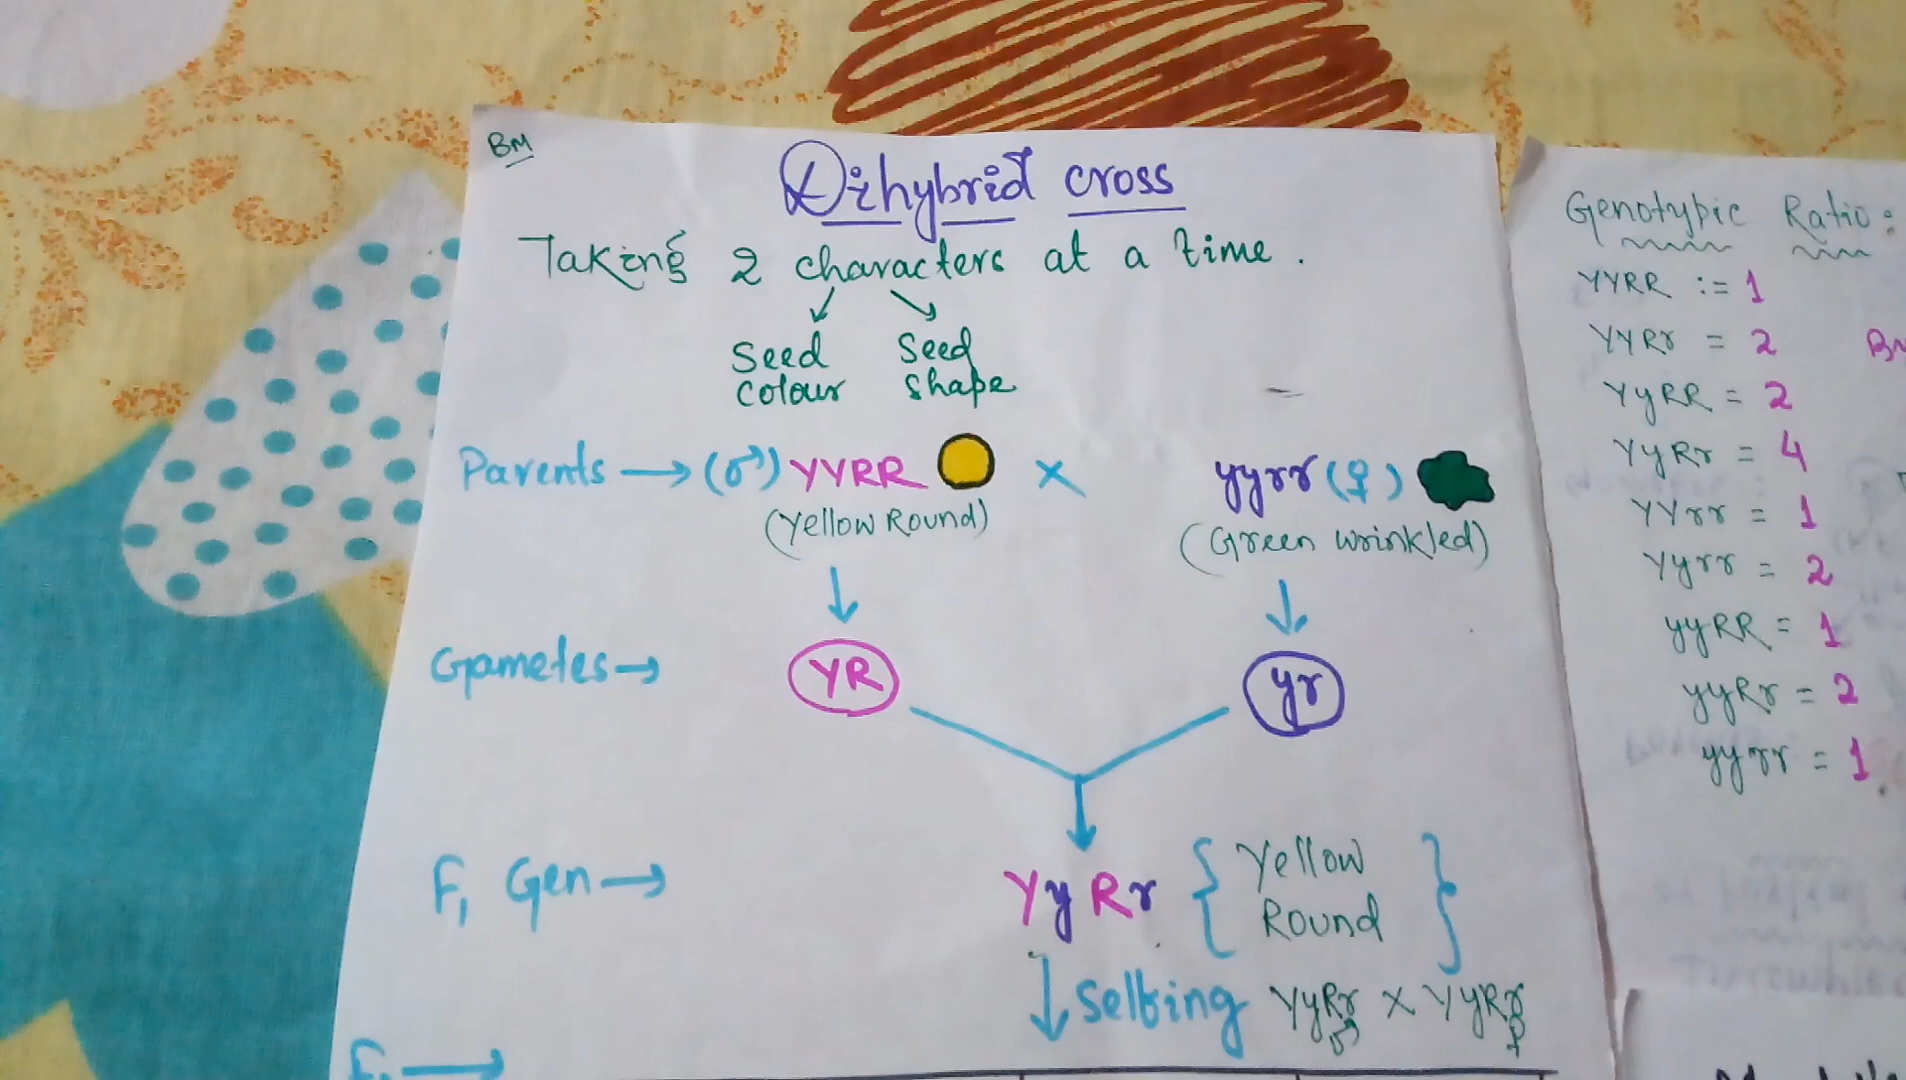 BM
Dihybrid cross
Taking 2 characters at a time.
Seed colour
Seed shape
Parents → (♂) YYRR × yyrr (♀)
(Yellow Round) (Green wrinkled)
Gametes → YR yr
F1 Gen → YyRr { Yellow Round }
↓ Selfing YyRr ♂ × YyRr ♀
Genotypic Ratio:
YYRR := 1
YYRr = 2
YyRR = 2
YyRr = 4
YYrr = 1
Yyrr = 2
yyRR = 1
yyRr = 2
yyrr = 1